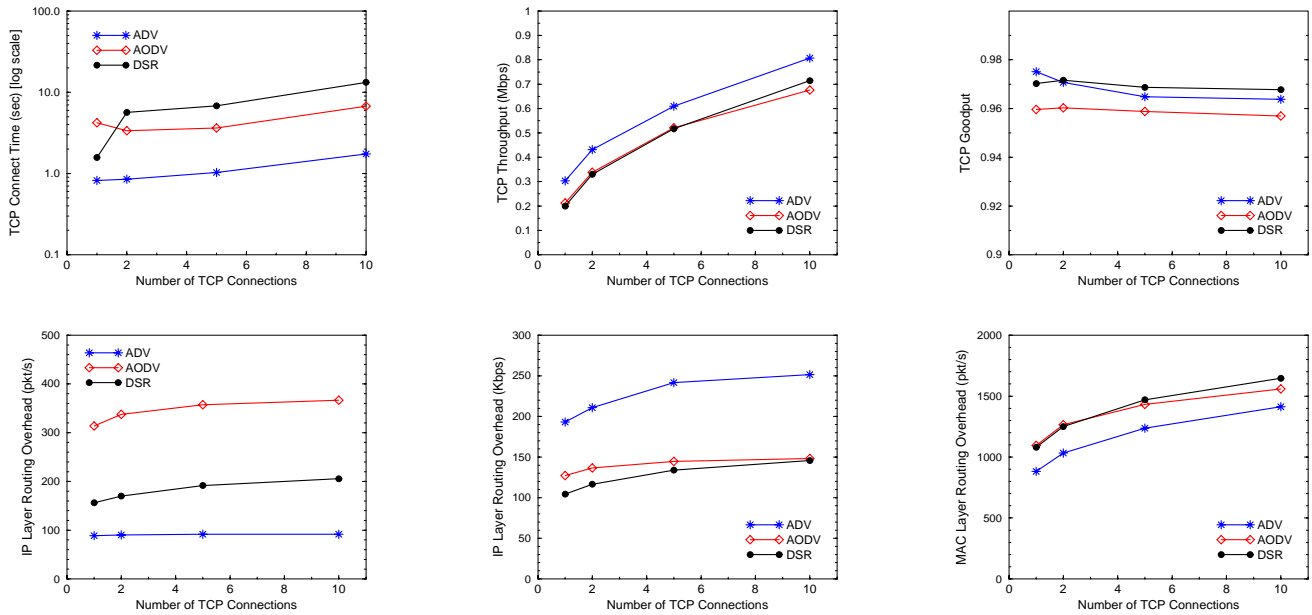 TCP Connect Time (sec) [log scale]
100.0
10.0
1.0
0.1
ADV
AODV
DSR
0 2 4 6 8 10
Number of TCP Connections
TCP Throughput (Mbps)
1
0.9
0.8
0.7
0.6
0.5
0.4
0.3
0.2
0.1
0
ADV
AODV
DSR
0 2 4 6 8 10
Number of TCP Connections
TCP Goodput
0.98
0.96
0.94
0.92
0.9
ADV
AODV
DSR
0 2 4 6 8 10
Number of TCP Connections
IP Layer Routing Overhead (pkt/s)
500
400
300
200
100
0
ADV
AODV
DSR
0 2 4 6 8 10
Number of TCP Connections
IP Layer Routing Overhead (Kbps)
300
250
200
150
100
50
0
ADV
AODV
DSR
0 2 4 6 8 10
Number of TCP Connections
MAC Layer Routing Overhead (pkt/s)
2000
1500
1000
500
0
ADV
AODV
DSR
0 2 4 6 8 10
Number of TCP Connections